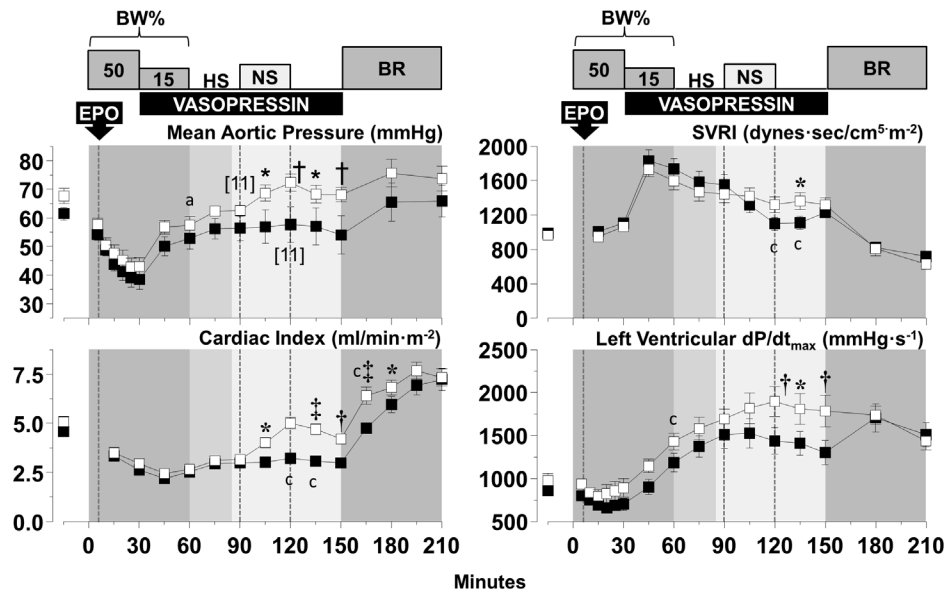 BW%
50
15
HS
NS
BR
VASOPRESSIN
EPO
Mean Aortic Pressure (mmHg)
80
70
60
50
40
30
a
[11]
*
†
*
†
[11]
Cardiac Index (ml/min·m⁻²)
7.5
5.0
2.5
0.0
*
‡
†
c‡
*
c
c
0
30
60
90
120
150
180
210
BW%
50
15
HS
NS
BR
VASOPRESSIN
EPO
SVRI (dynes·sec/cm⁵·m⁻²)
2000
1600
1200
800
400
0
*
c
c
Left Ventricular dP/dtmax (mmHg·s⁻¹)
2500
2000
1500
1000
500
c
†
*
†
0
30
60
90
120
150
180
210
Minutes